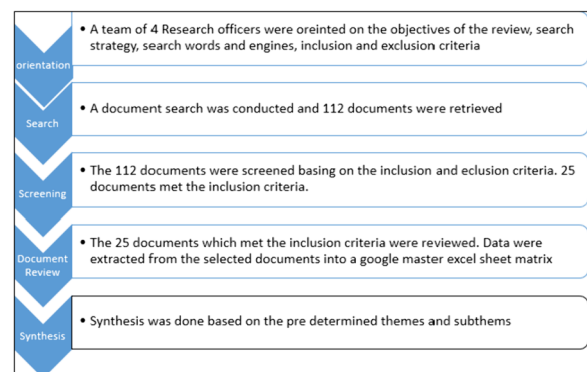 • A team of 4 Research officers were oreinted on the objectives of the review, search
strategy, search words and engines, inclusion and exclusion criteria
orientation
• A document search was conducted and 112 documents were retrieved
Search
• The 112 documents were screened basing on the inclusion and eclusion criteria. 25
documents met the inclusion criteria.
Screening
• The 25 documents which met the inclusion criteria were reviewed. Data were
extracted from the selected documents into a google master excel sheet matrix
Document
Review
• Synthesis was done based on the pre determined themes and subthems
Synthesis